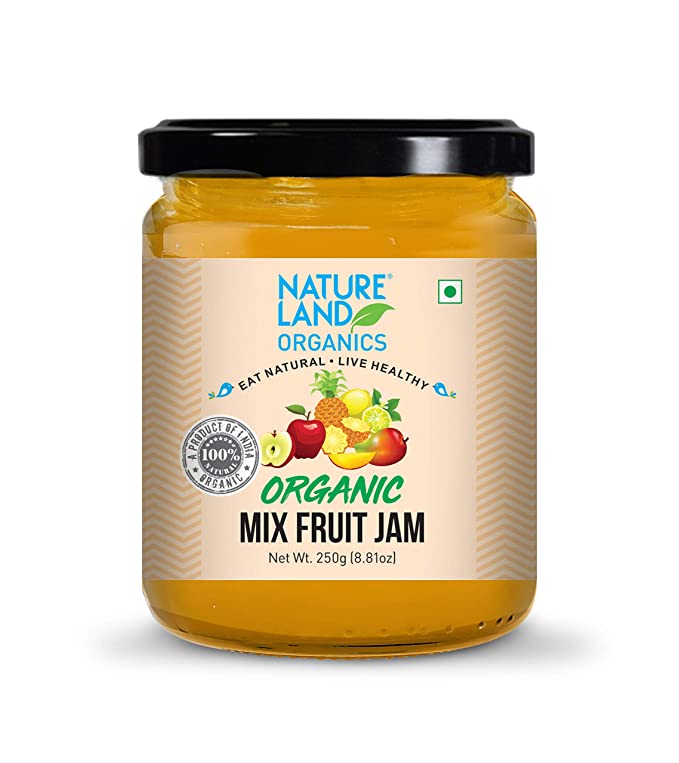 NATURE®
LAND
ORGANICS
EAT NATURAL • LIVE HEALTHY
A PRODUCT OF INDIA
100%
NATURAL
ORGANIC
ORGANIC
MIX FRUIT JAM
Net Wt. 250g (8.81oz)